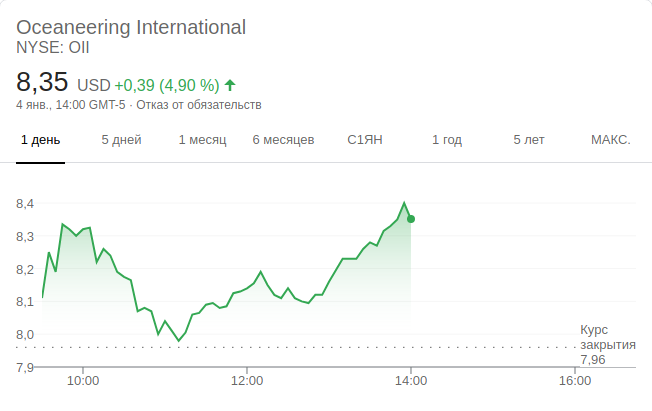 Oceaneering International
NYSE: OII
8,35 USD +0,39 (4,90 %)
4 янв., 14:00 GMT-5 · Отказ от обязательств
1 день 5 дней 1 месяц 6 месяцев С1ЯН 1 год 5 лет МАКС.
8,4
8,3
8,2
8,1
8,0
7,9
Курс
закрытия
7,96
10:00 12:00 14:00 16:00